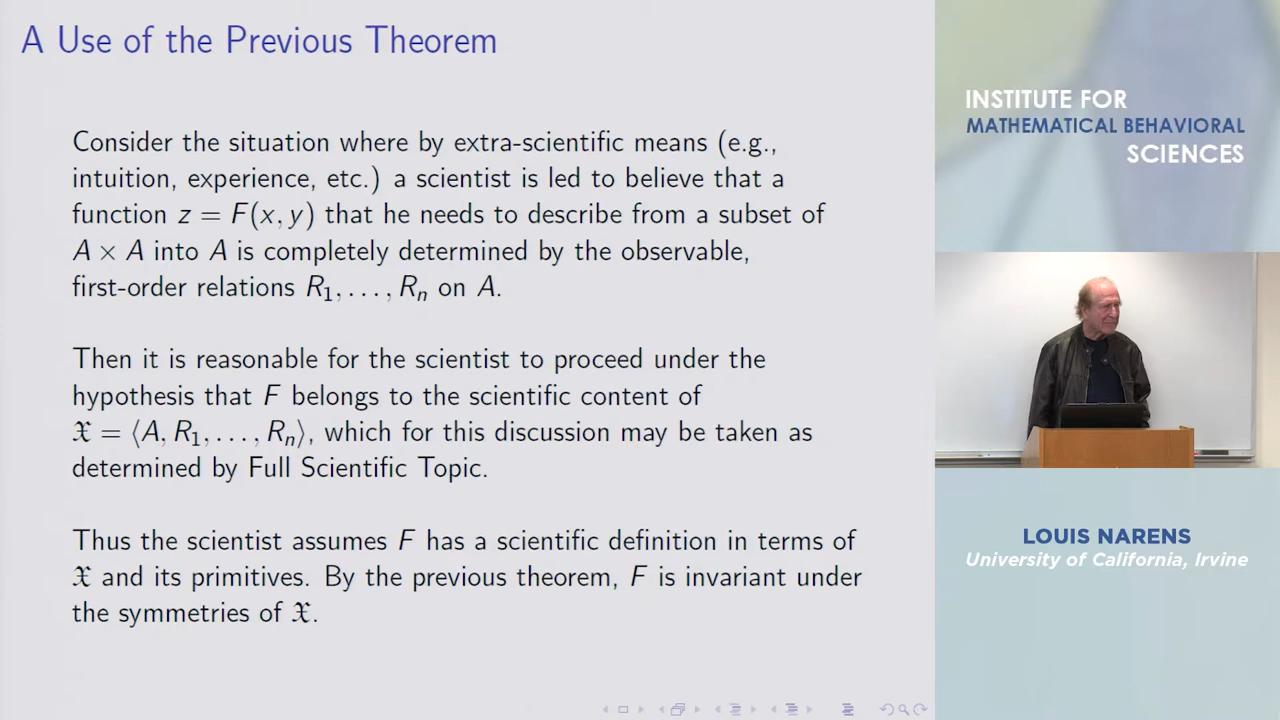 A Use of the Previous Theorem
Consider the situation where by extra-scientific means (e.g.,
intuition, experience, etc.) a scientist is led to believe that a
function z = F(x, y) that he needs to describe from a subset of
A × A into A is completely determined by the observable,
first-order relations R₁, . . . , Rₙ on A.
Then it is reasonable for the scientist to proceed under the
hypothesis that F belongs to the scientific content of
𝔛 = ⟨A, R₁, . . . , Rₙ⟩, which for this discussion may be taken as
determined by Full Scientific Topic.
Thus the scientist assumes F has a scientific definition in terms of
𝔛 and its primitives. By the previous theorem, F is invariant under
the symmetries of 𝔛.
INSTITUTE FOR
MATHEMATICAL BEHAVIORAL
SCIENCES
LOUIS NARENS
University of California, Irvine